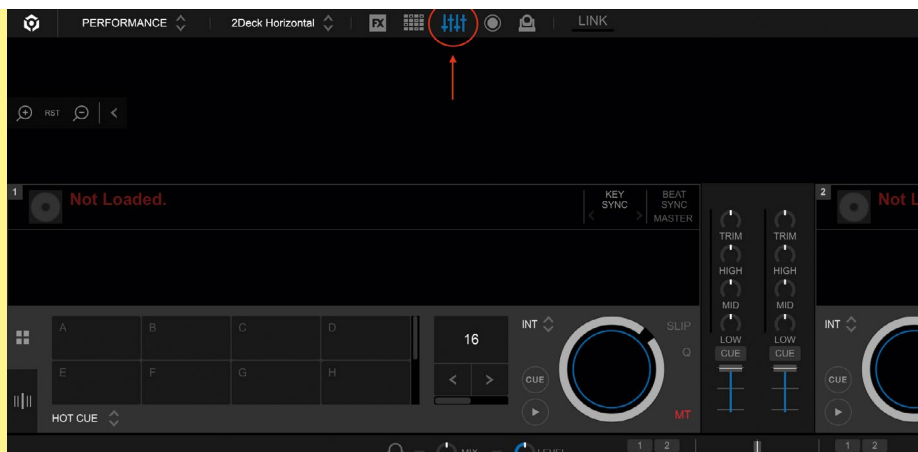 PERFORMANCE 2Deck Horizontal FX LINK
RST
1 Not Loaded. KEY SYNC BEAT SYNC MASTER
2 Not L
TRIM TRIM
HIGH HIGH
MID MID
LOW LOW
CUE CUE
A B C D
E F G H
HOT CUE
16
INT SLIP
Q
CUE
MT
INT
CUE
MIX LEVEL 1 2 1 2